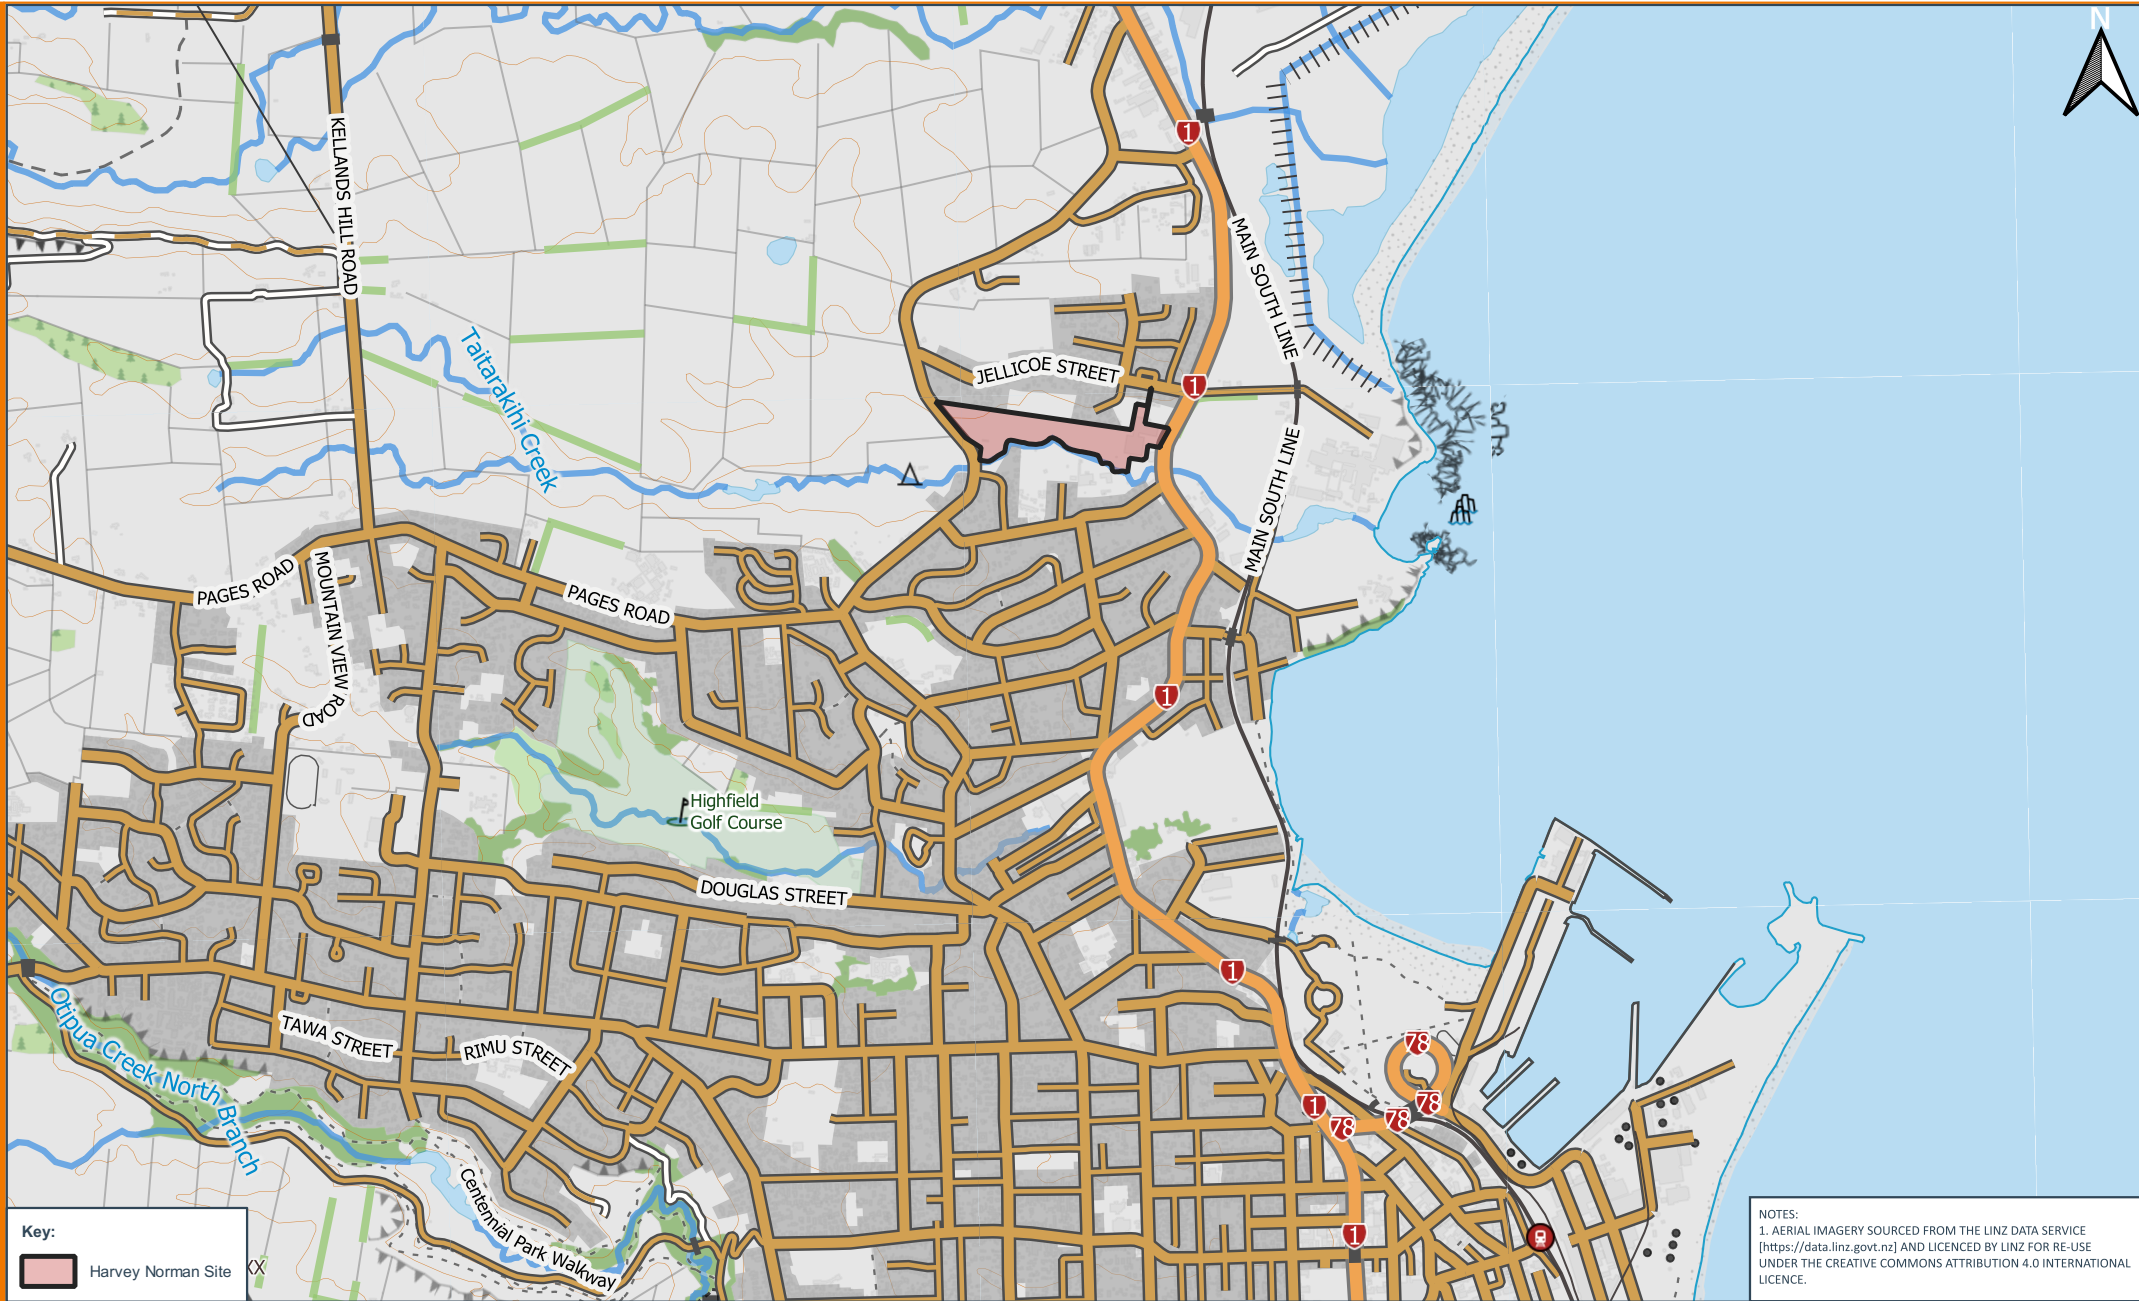 N
1
KELLANDS HILL ROAD
MAIN SOUTH LINE
Taitarakihi Creek
JELLICOE STREET
1
MAIN SOUTH LINE
PAGES ROAD
MOUNTAIN VIEW
ROAD
PAGES ROAD
1
Highfield
Golf Course
DOUGLAS STREET
1
Otipua Creek North
Branch
TAWA STREET
RIMU STREET
78
78
1
78
78
Centennial Park Walkway
1
Key:
Harvey Norman Site
XX
NOTES:
1. AERIAL IMAGERY SOURCED FROM THE LINZ DATA SERVICE
[https://data.linz.govt.nz] AND LICENCED BY LINZ FOR RE-USE
UNDER THE CREATIVE COMMONS ATTRIBUTION 4.0 INTERNATIONAL
LICENCE.